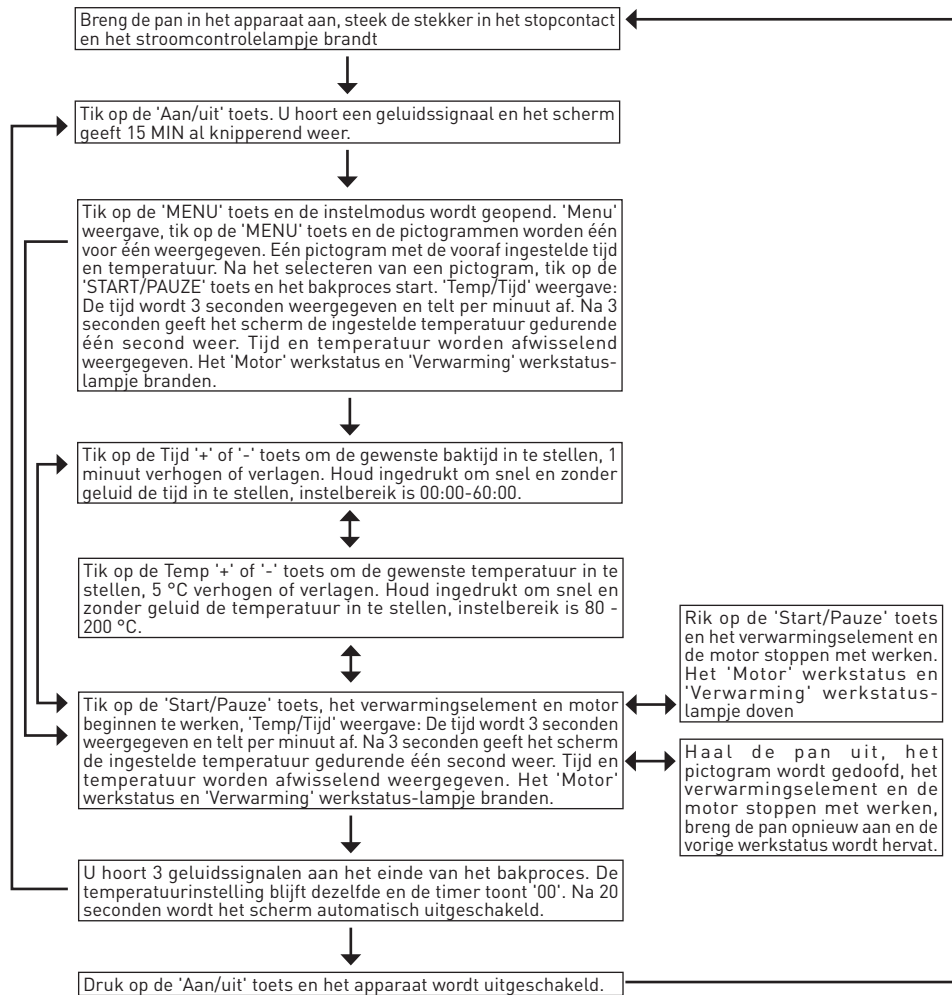 Breng de pan in het apparaat aan, steek de stekker in het stopcontact
en het stroomcontrolelampje brandt
Tik op de 'Aan/uit' toets. U hoort een geluidssignaal en het scherm
geeft 15 MIN al knipperend weer.
Tik op de 'MENU' toets en de instelmodus wordt geopend. 'Menu'
weergave, tik op de 'MENU' toets en de pictogrammen worden één
voor één weergegeven. Eén pictogram met de vooraf ingestelde tijd
en temperatuur. Na het selecteren van een pictogram, tik op de
'START/PAUZE' toets en het bakproces start. 'Temp/Tijd' weergave:
De tijd wordt 3 seconden weergegeven en telt per minuut af. Na 3
seconden geeft het scherm de ingestelde temperatuur gedurende
één second weer. Tijd en temperatuur worden afwisselend
weergegeven. Het 'Motor' werkstatus en 'Verwarming' werkstatus-
lampje branden.
Tik op de Tijd '+' of '-' toets om de gewenste baktijd in te stellen, 1
minuut verhogen of verlagen. Houd ingedrukt om snel en zonder
geluid de tijd in te stellen, instelbereik is 00:00-60:00.
Tik op de Temp '+' of '-' toets om de gewenste temperatuur in te
stellen, 5 °C verhogen of verlagen. Houd ingedrukt om snel en
zonder geluid de temperatuur in te stellen, instelbereik is 80 -
200 °C.
Tik op de 'Start/Pauze' toets, het verwarmingselement en motor
beginnen te werken, 'Temp/Tijd' weergave: De tijd wordt 3 seconden
weergegeven en telt per minuut af. Na 3 seconden geeft het scherm
de ingestelde temperatuur gedurende één second weer. Tijd en
temperatuur worden afwisselend weergegeven. Het 'Motor'
werkstatus en 'Verwarming' werkstatus-lampje branden.
Rik op de 'Start/Pauze' toets
en het verwarmingselement en
de motor stoppen met werken.
Het 'Motor' werkstatus en
'Verwarming' werkstatus-
lampje doven
Haal de pan uit, het
pictogram wordt gedoofd, het
verwarmingselement en de
motor stoppen met werken,
breng de pan opnieuw aan en de
vorige werkstatus wordt hervat.
U hoort 3 geluidssignalen aan het einde van het bakproces. De
temperatuurinstelling blijft dezelfde en de timer toont '00'. Na 20
seconden wordt het scherm automatisch uitgeschakeld.
Druk op de 'Aan/uit' toets en het apparaat wordt uitgeschakeld.